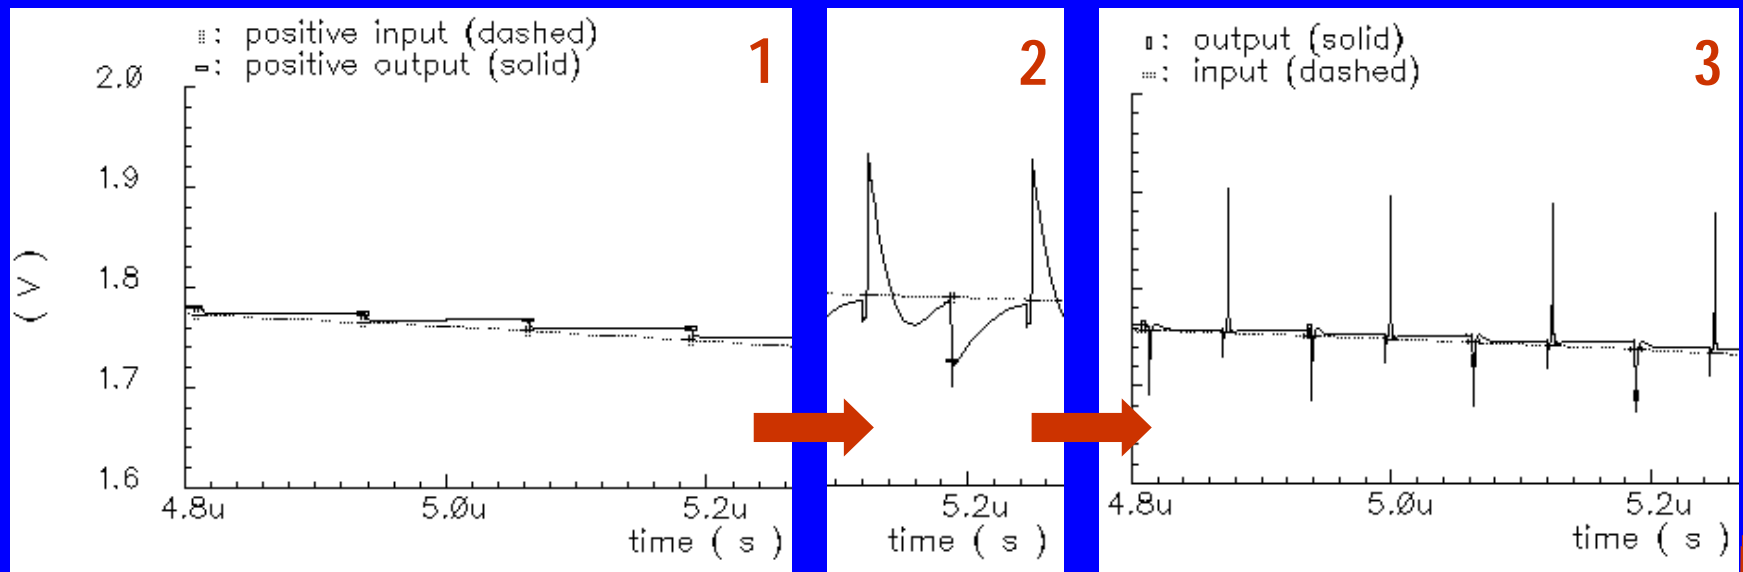 positive input (dashed)
positive output (solid)
1
2.0
1.9
1.8
1.7
1.6
( V )
4.8u 5.0u 5.2u
time ( s )
2
5.2u
time ( s )
output (solid)
input (dashed)
3
4.8u 5.0u 5.2u
time ( s )